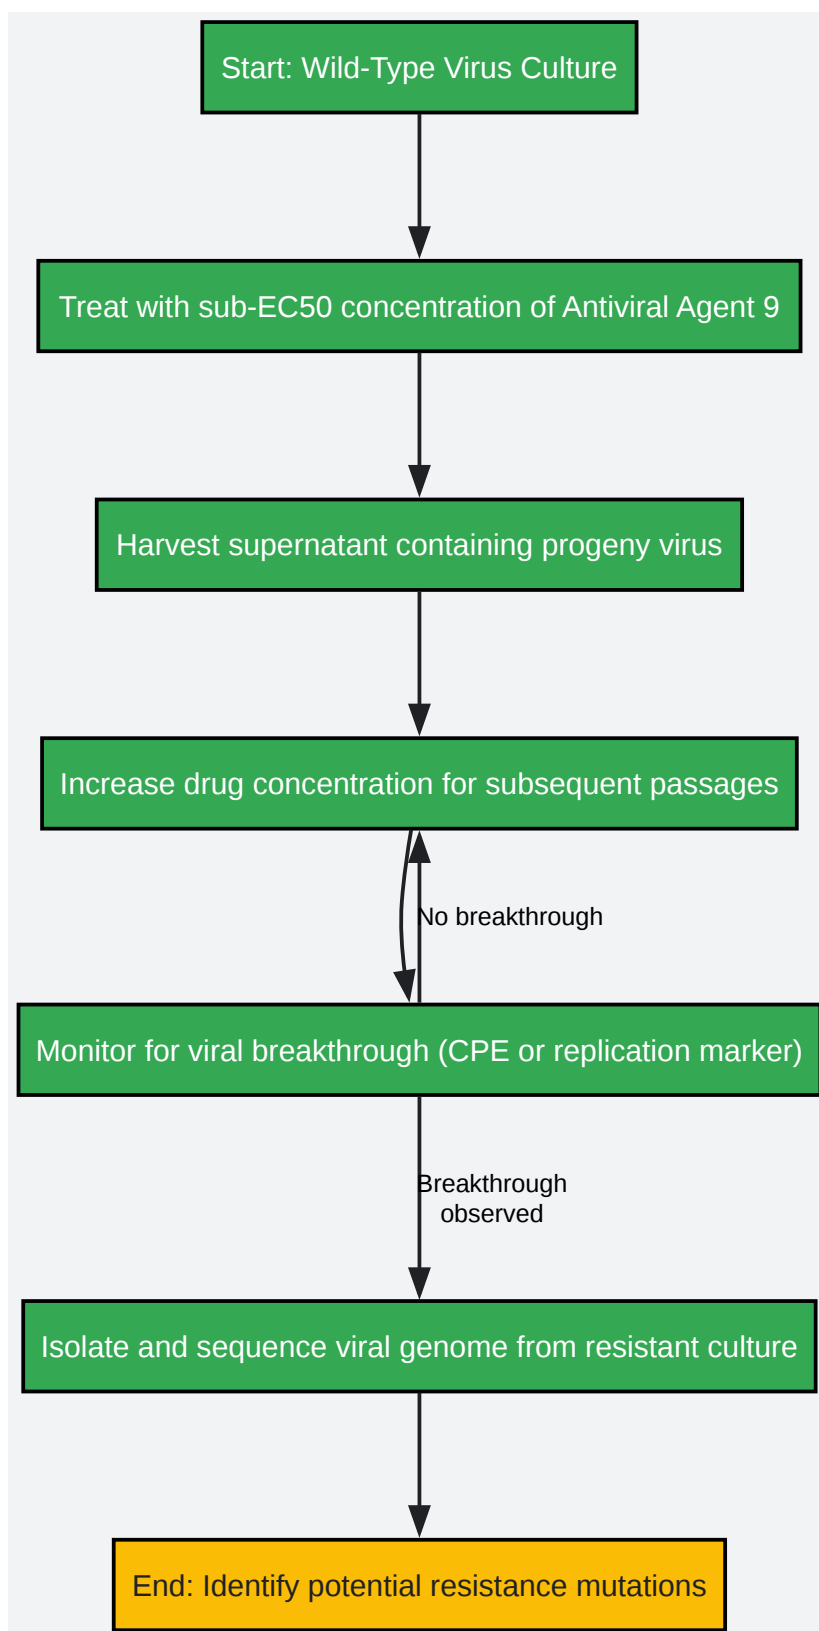 Start: Wild-Type Virus Culture
Treat with sub-EC50 concentration of Antiviral Agent 9
Harvest supernatant containing progeny virus
Increase drug concentration for subsequent passages
No breakthrough
Monitor for viral breakthrough (CPE or replication marker)
Breakthrough
observed
Isolate and sequence viral genome from resistant culture
End: Identify potential resistance mutations